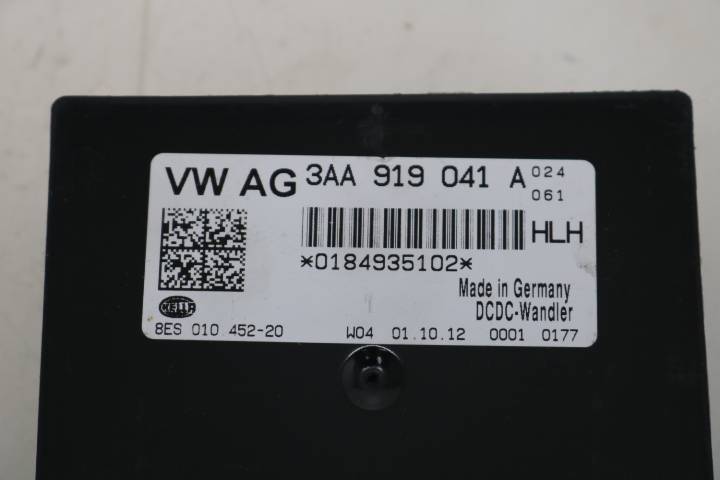 VW AG 3AA 919 041 A 024
061
HLH
*0184935102*
Made in Germany
DCDC-Wandler
HELLA
8ES 010 452-20 W04 01.10.12 0001 0177